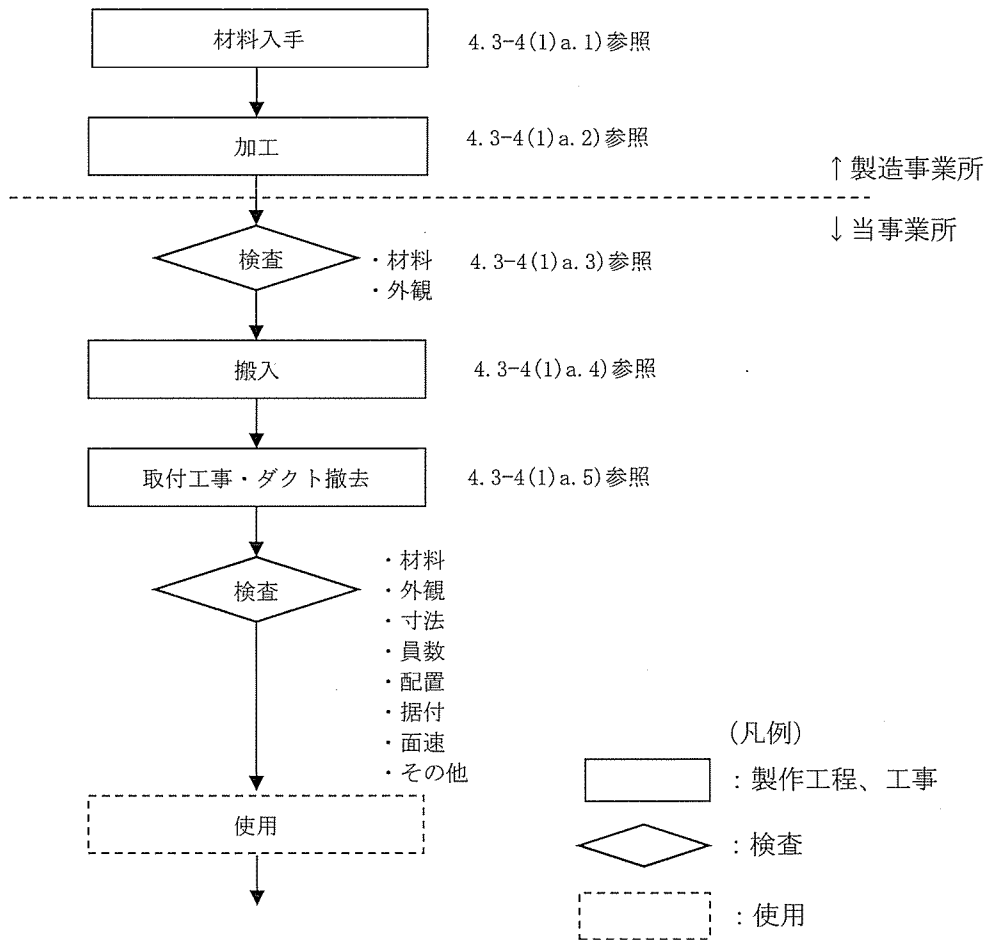 材料入手
4.3-4(1)a.1)参照
加工
4.3-4(1)a.2)参照
↑製造事業所
↓当事業所
検査
・材料
・外観
4.3-4(1)a.3)参照
搬入
4.3-4(1)a.4)参照
取付工事・ダクト撤去
4.3-4(1)a.5)参照
検査
・材料
・外観
・寸法
・員数
・配置
・据付
・面速
・その他
使用
(凡例)
：製作工程、工事
：検査
：使用